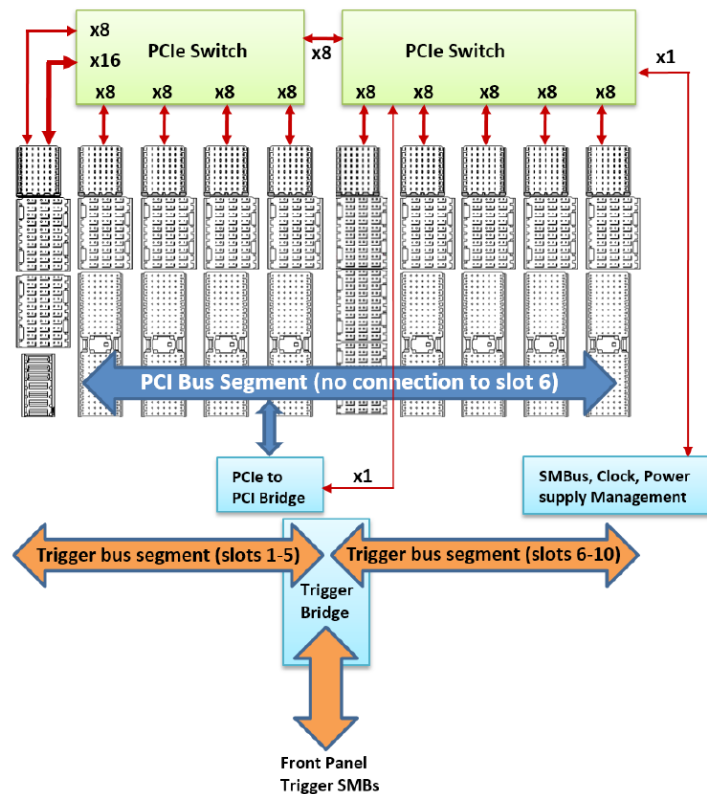 x8
PCIe Switch
x8
PCIe Switch
x1
x16
x8
x8
x8
x8
x8
x8
x8
x8
x8
PCI Bus Segment (no connection to slot 6)
PCIe to
PCI Bridge
x1
SMBus, Clock, Power
supply Management
Trigger bus segment (slots 1-5)
Trigger bus segment (slots 6-10)
Trigger
Bridge
Front Panel
Trigger SMBs